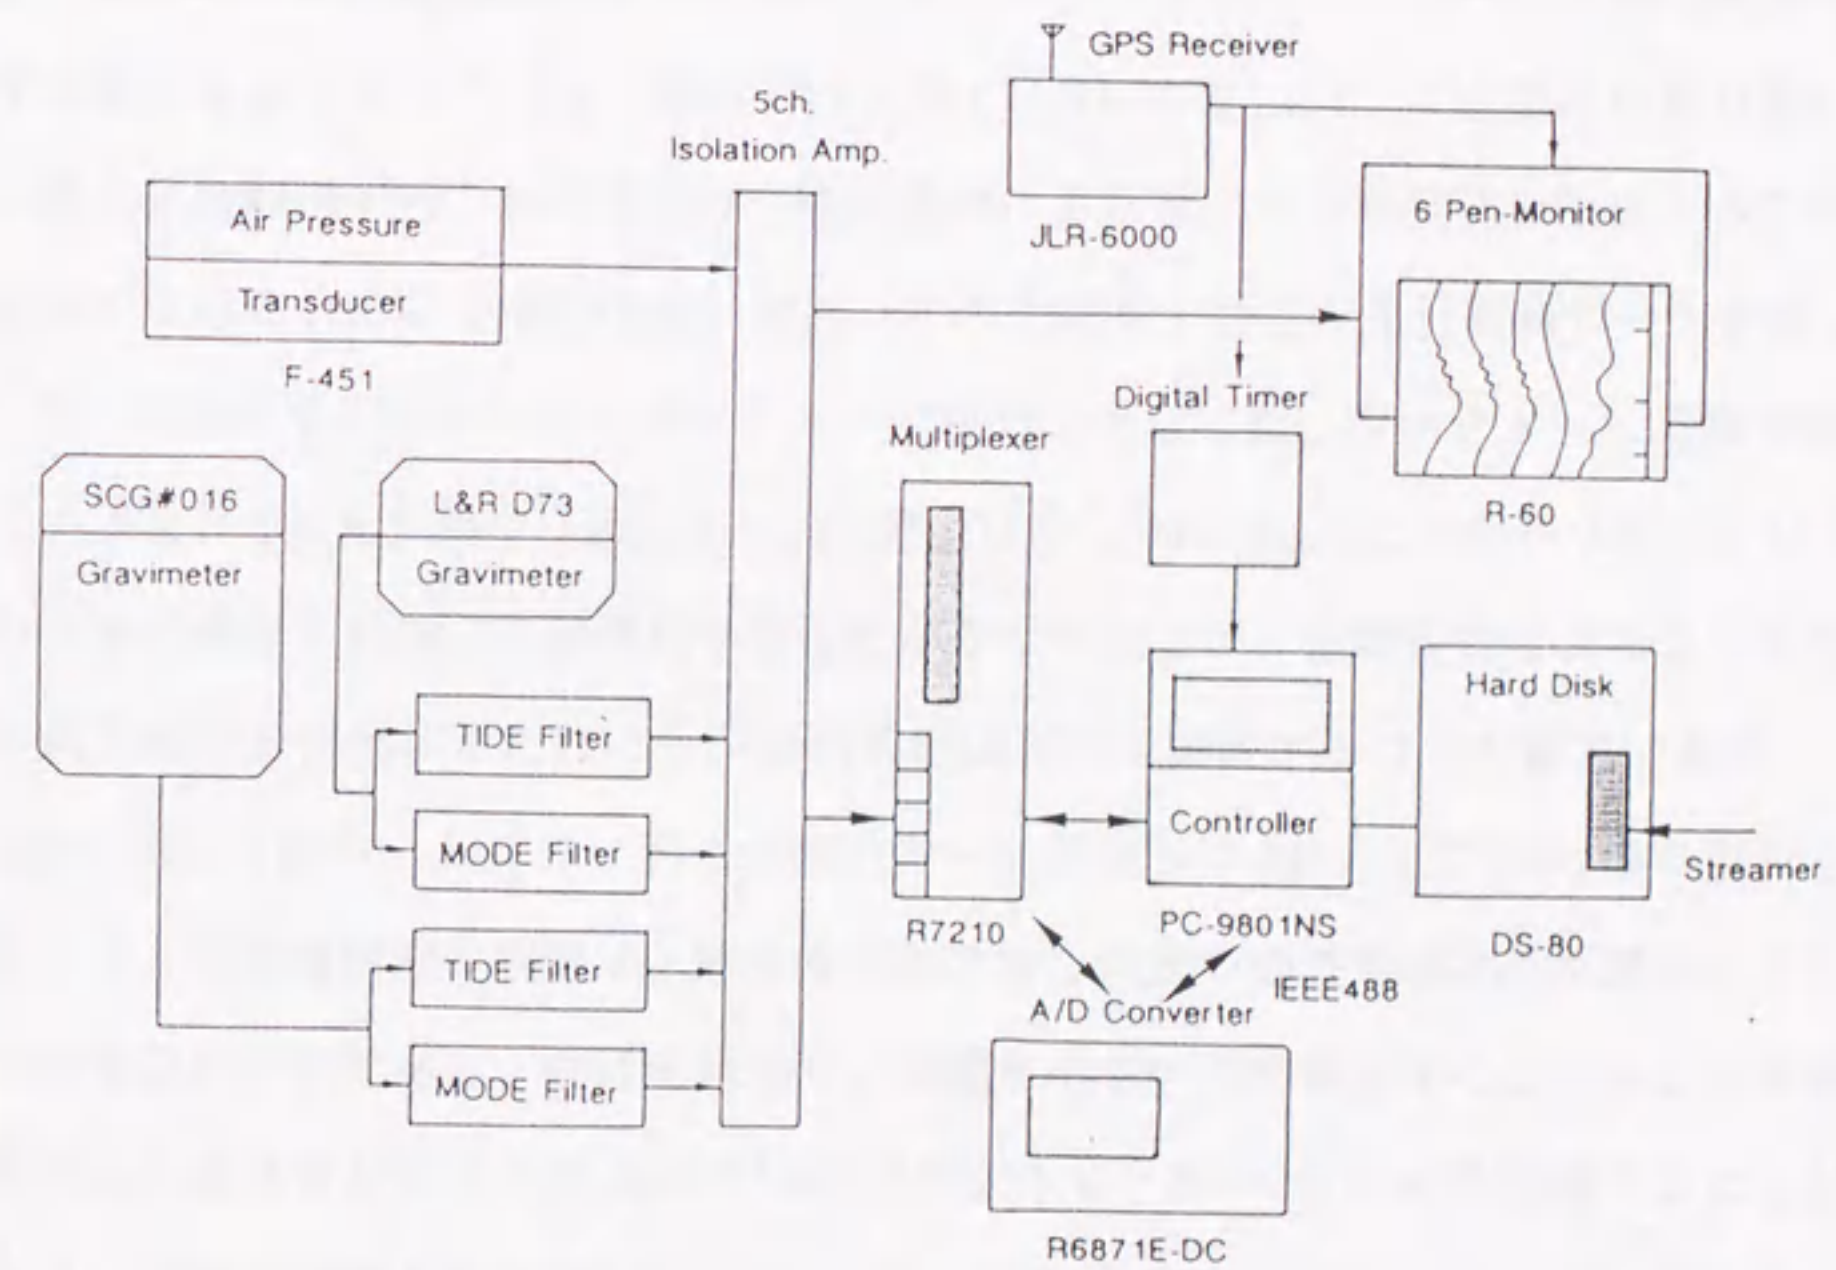 GPS Receiver
5ch.
Isolation Amp.
Air Pressure
Transducer
F-451
JLR-6000
6 Pen-Monitor
R-60
Digital Timer
Multiplexer
SCG#016
Gravimeter
L&R D73
Gravimeter
TIDE Filter
MODE Filter
TIDE Filter
MODE Filter
R7210
Controller
PC-9801NS
Hard Disk
DS-80
Streamer
IEEE488
A/D Converter
R6871E-DC